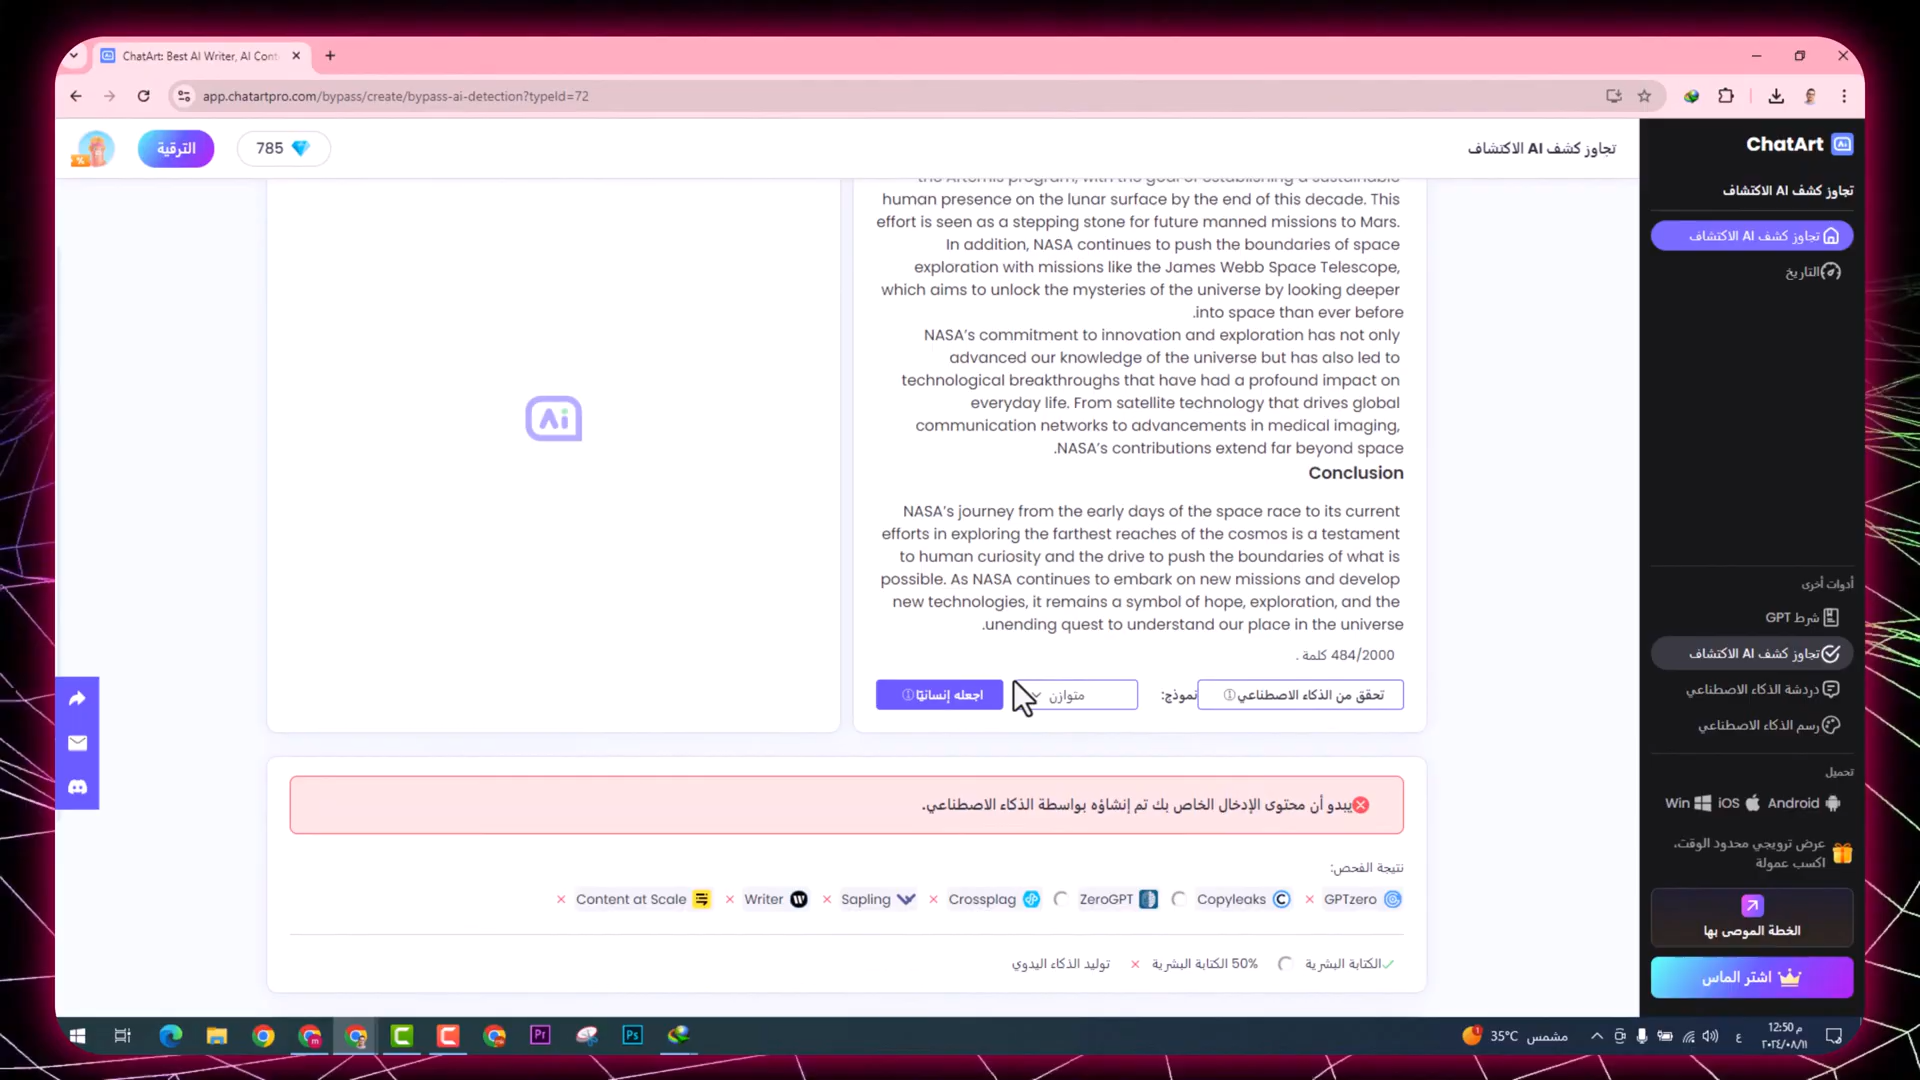 ChatArt: Best AI Writer, AI Cont
app.chatartpro.com/bypass/create/bypass-ai-detection?typeId=72
الترقية
785
تجاوز كشف AI الاكتشاف
ChatArt
تجاوز كشف AI الاكتشاف
تجاوز كشف AI الاكتشاف
التاريخ
the Artemis program, with the goal of establishing a sustainable
human presence on the lunar surface by the end of this decade. This
effort is seen as a stepping stone for future manned missions to Mars.
In addition, NASA continues to push the boundaries of space
exploration with missions like the James Webb Space Telescope,
which aims to unlock the mysteries of the universe by looking deeper
.into space than ever before
NASA's commitment to innovation and exploration has not only
advanced our knowledge of the universe but has also led to
technological breakthroughs that have had a profound impact on
everyday life. From satellite technology that drives global
communication networks to advancements in medical imaging,
.NASA's contributions extend far beyond space
Conclusion
NASA's journey from the early days of the space race to its current
efforts in exploring the farthest reaches of the cosmos is a testament
to human curiosity and the drive to push the boundaries of what is
possible. As NASA continues to embark on new missions and develop
new technologies, it remains a symbol of hope, exploration, and the
.unending quest to understand our place in the universe
484/2000 كلمة .
تحقق من الذكاء الاصطناعي
نموذج:
متوازن
اجعله إنسانيًا
يبدو أن محتوى الإدخال الخاص بك تم إنشاؤه بواسطة الذكاء الاصطناعي.
نتيجة الفحص:
GPTzero
Copyleaks
ZeroGPT
Crossplag
Sapling
Writer
Content at Scale
الكتابة البشرية
50% الكتابة البشرية
توليد الذكاء اليدوي
أدوات أخرى
شرط GPT
تجاوز كشف AI الاكتشاف
دردشة الذكاء الاصطناعي
رسم الذكاء الاصطناعي
تحميل
Win iOS Android
عرض ترويجي محدود الوقت،
اكسب عمولة
الخطة الموصى بها
اشتر الماس
35°C مشمس
ع
12:50 م
٢٠٢٤/٠٨/١١